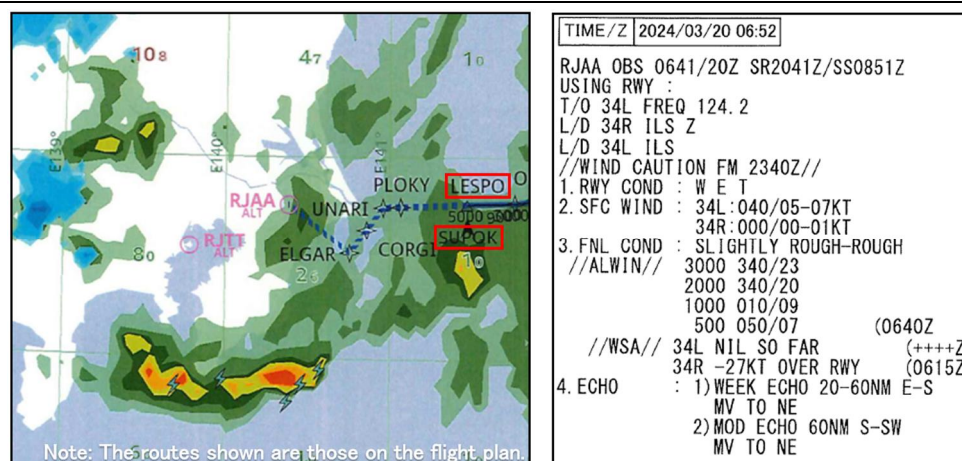 10 8
47
10
E139°
E140°
E141°
PLOKY
LESPO
O
RJAA
ALT
UNARI
5000
RJTT
ALT
ELGAR
CORGI
SUPOK
80
26
10
Note: The routes shown are those on the flight plan.
TIME/Z 2024/03/20 06:52
RJAA OBS 0641/20Z SR2041Z/SS0851Z
USING RWY :
T/O 34L FREQ 124.2
L/D 34R ILS Z
L/D 34L ILS
//WIND CAUTION FM 2340Z//
1. RWY COND : W E T
2. SFC WIND : 34L:040/05-07KT
34R:000/00-01KT
3. FNL COND : SLIGHTLY ROUGH-ROUGH
//ALWIN// 3000 340/23
2000 340/20
1000 010/09
500 050/07 (0640Z
//WSA// 34L NIL SO FAR (++++Z
34R -27KT OVER RWY (0615Z
4. ECHO : 1) WEEK ECHO 20-60NM E-S
MV TO NE
2) MOD ECHO 60NM S-SW
MV TO NE